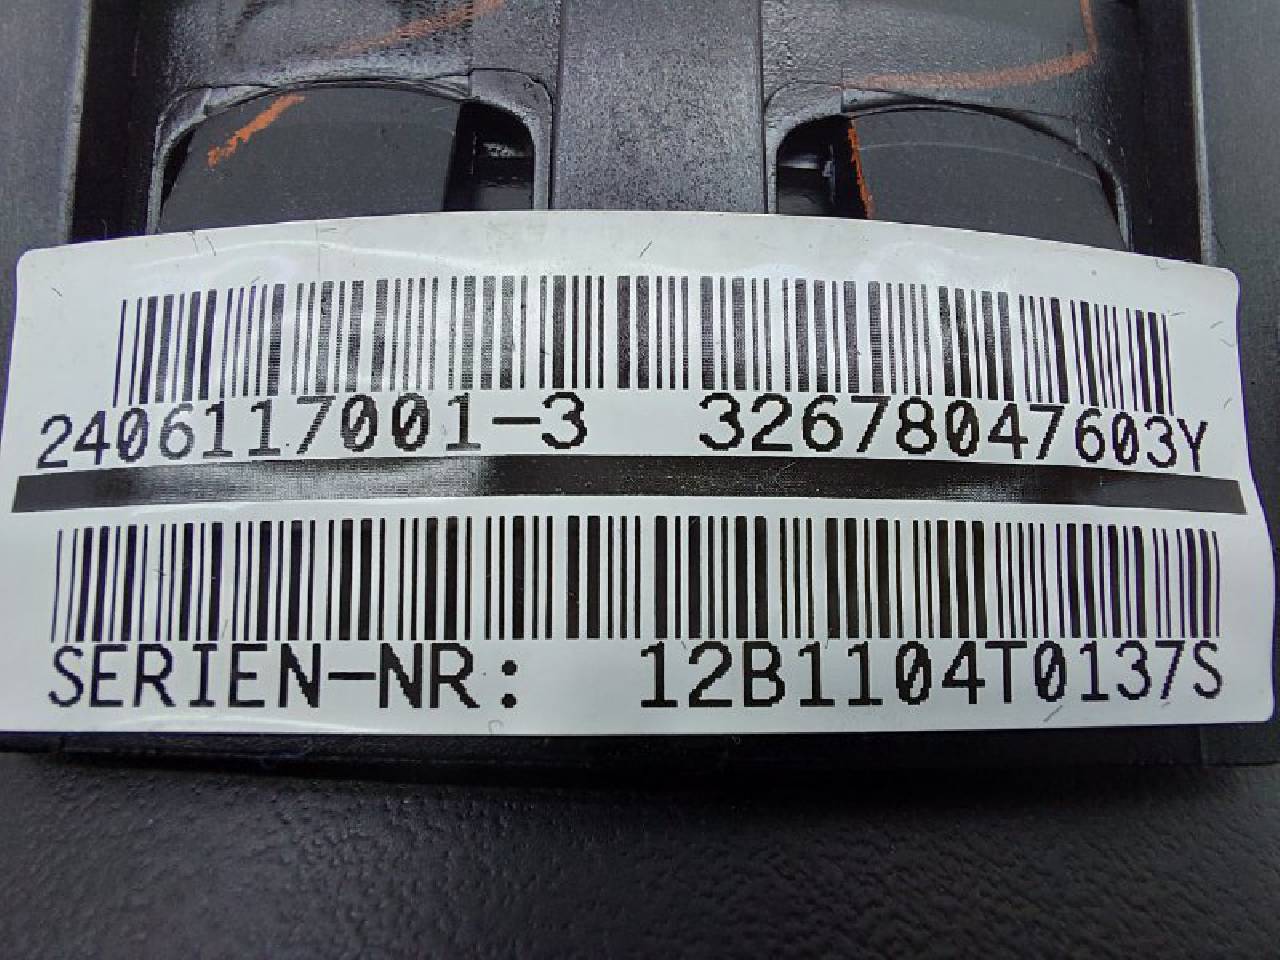 2406117001-3 32678047603Y
SERIEN-NR: 12B1104T0137S